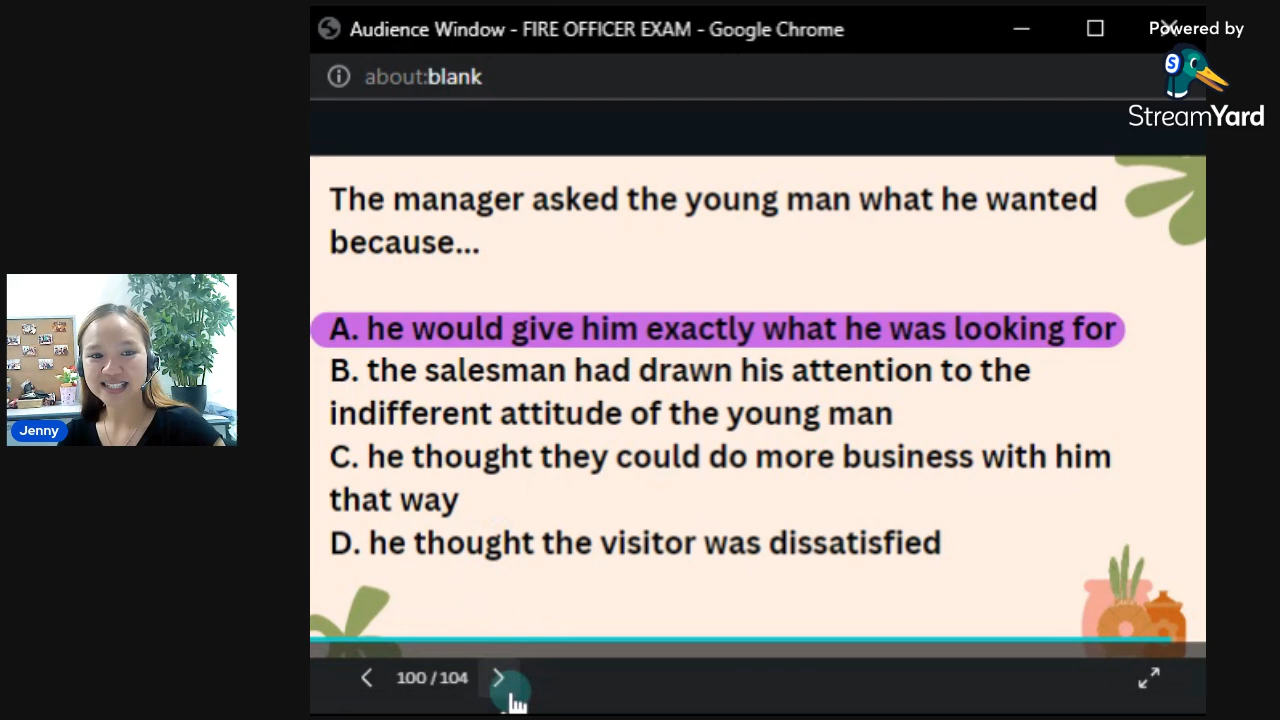 Audience Window - FIRE OFFICER EXAM - Google Chrome
Powered by
about:blank
S
StreamYard
The manager asked the young man what he wanted
because...
A. he would give him exactly what he was looking for
B. the salesman had drawn his attention to the
indifferent attitude of the young man
C. he thought they could do more business with him
that way
D. he thought the visitor was dissatisfied
Jenny
100 / 104